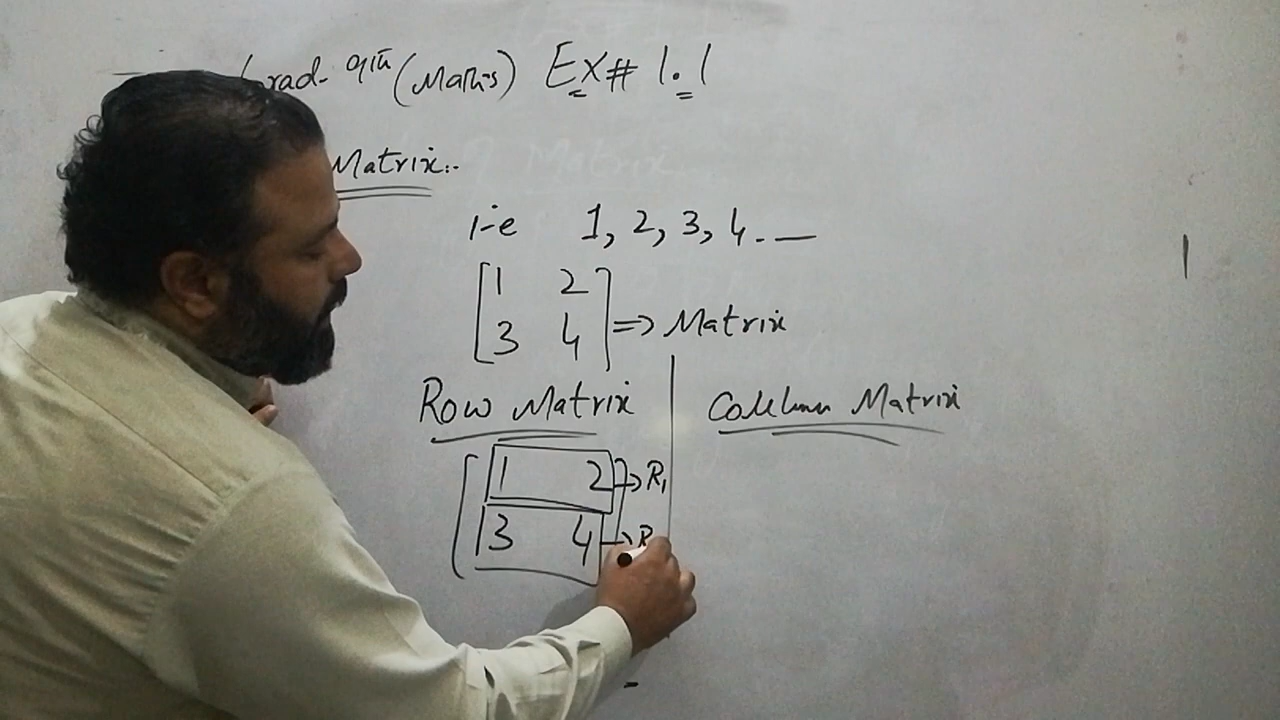 Grad- 9th (Maths) EX# 1.1
Matrix:-
i-e 1, 2, 3, 4.—
[1 2
3 4] => Matrix
Row Matrix
Column Matrix
[1 2] → R1
3 4 → R